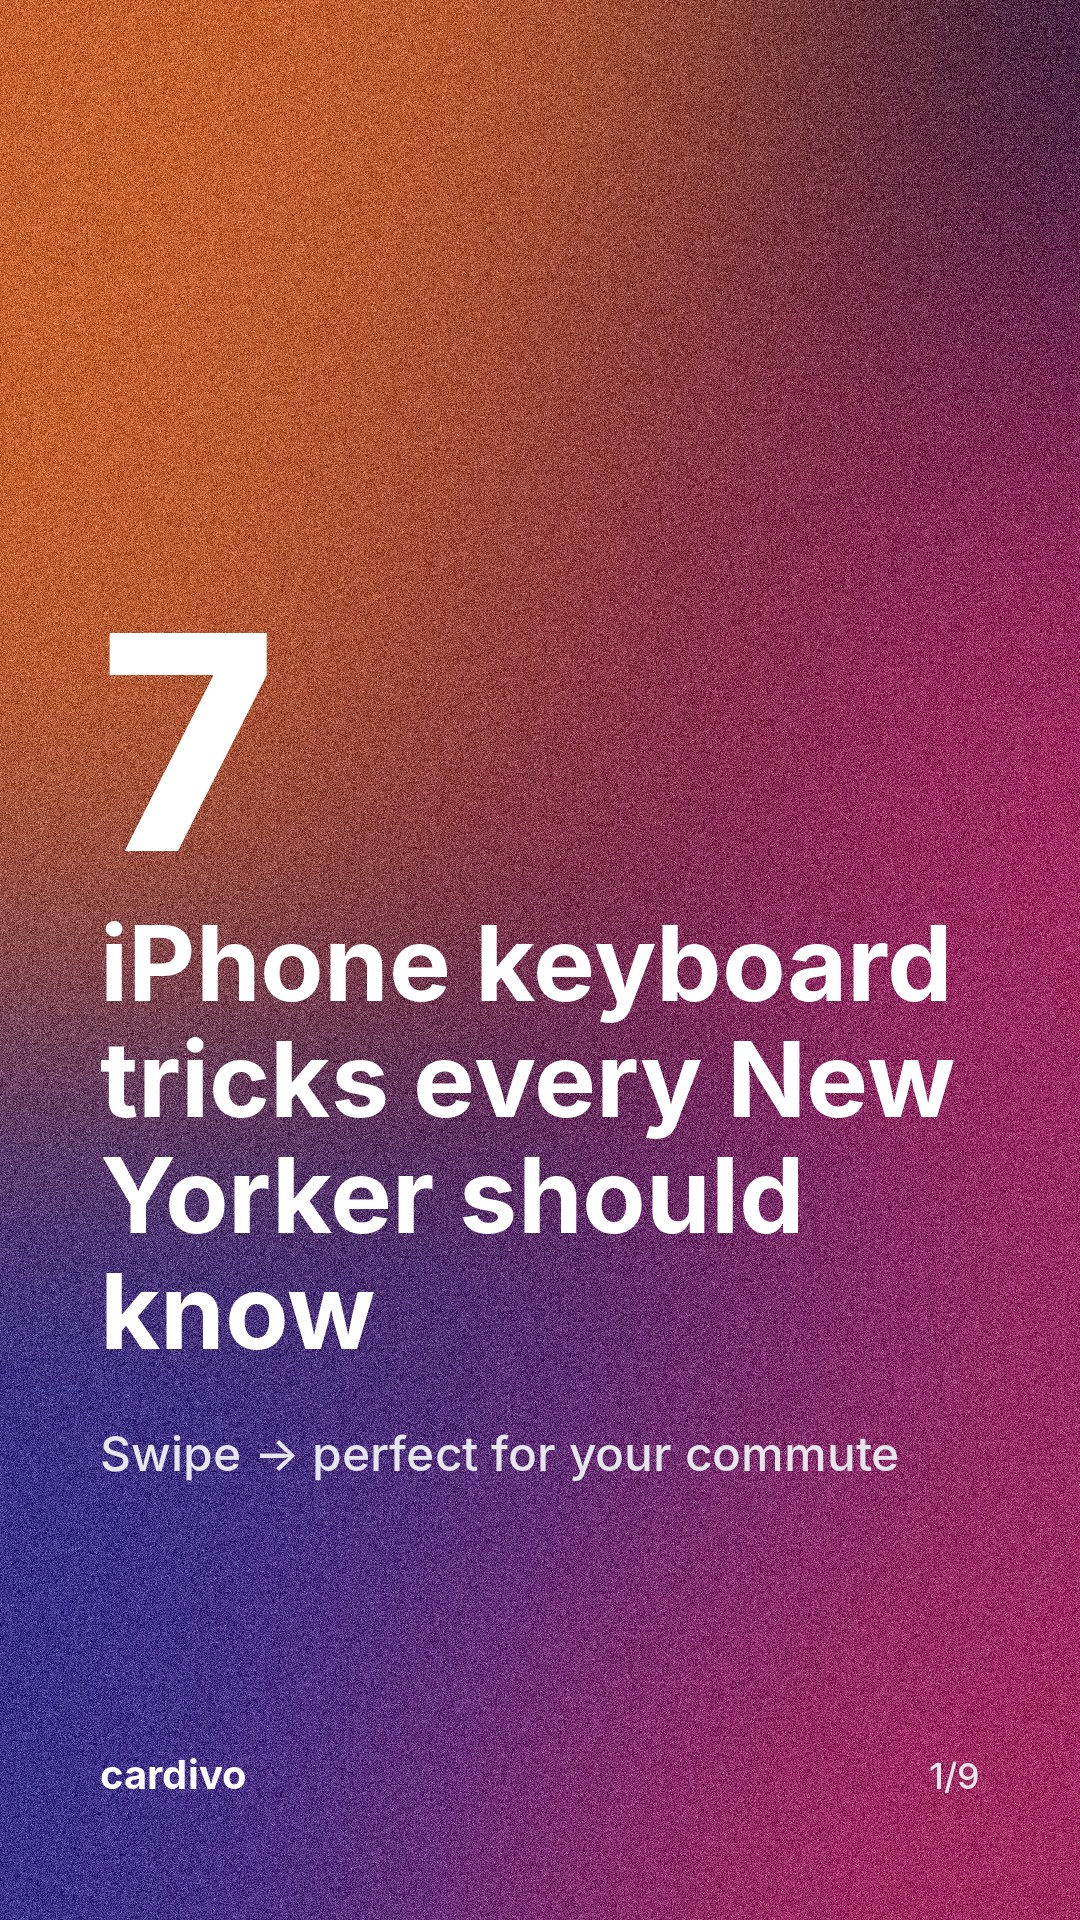 7
iPhone keyboard
tricks every New
Yorker should
know
Swipe → perfect for your commute
cardivo
1/9